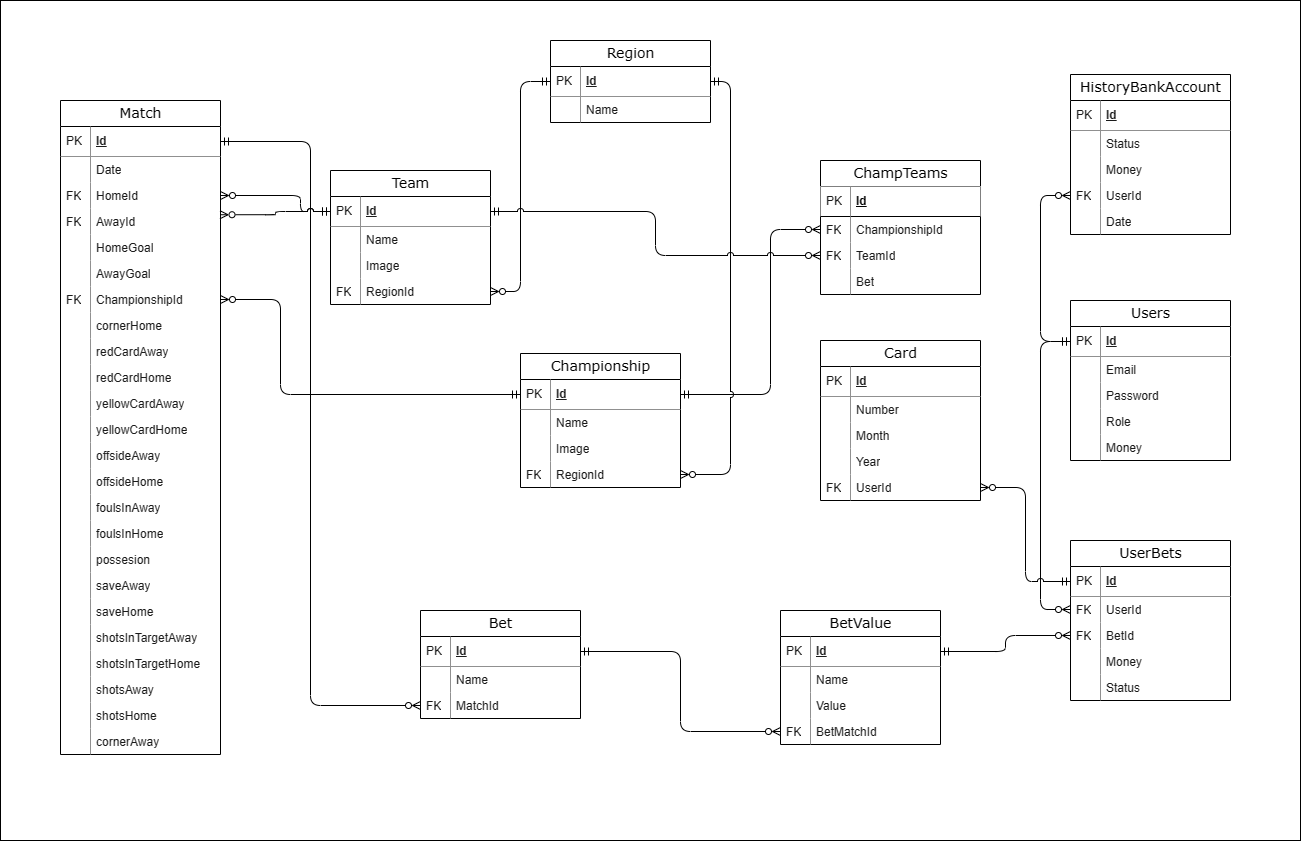 Region
PK Id
Name
HistoryBankAccount
PK Id
Status
Money
FK UserId
Date
Match
PK Id
Date
FK HomeId
FK AwayId
HomeGoal
AwayGoal
FK ChampionshipId
cornerHome
redCardAway
redCardHome
yellowCardAway
yellowCardHome
offsideAway
offsideHome
foulsInAway
foulsInHome
possesion
saveAway
saveHome
shotsInTargetAway
shotsInTargetHome
shotsAway
shotsHome
cornerAway
Team
PK Id
Name
Image
FK RegionId
ChampTeams
PK Id
FK ChampionshipId
FK TeamId
Bet
Users
PK Id
Email
Password
Role
Money
Championship
PK Id
Name
Image
FK RegionId
Card
PK Id
Number
Month
Year
FK UserId
UserBets
PK Id
FK UserId
FK BetId
Money
Status
Bet
PK Id
Name
FK MatchId
BetValue
PK Id
Name
Value
FK BetMatchId